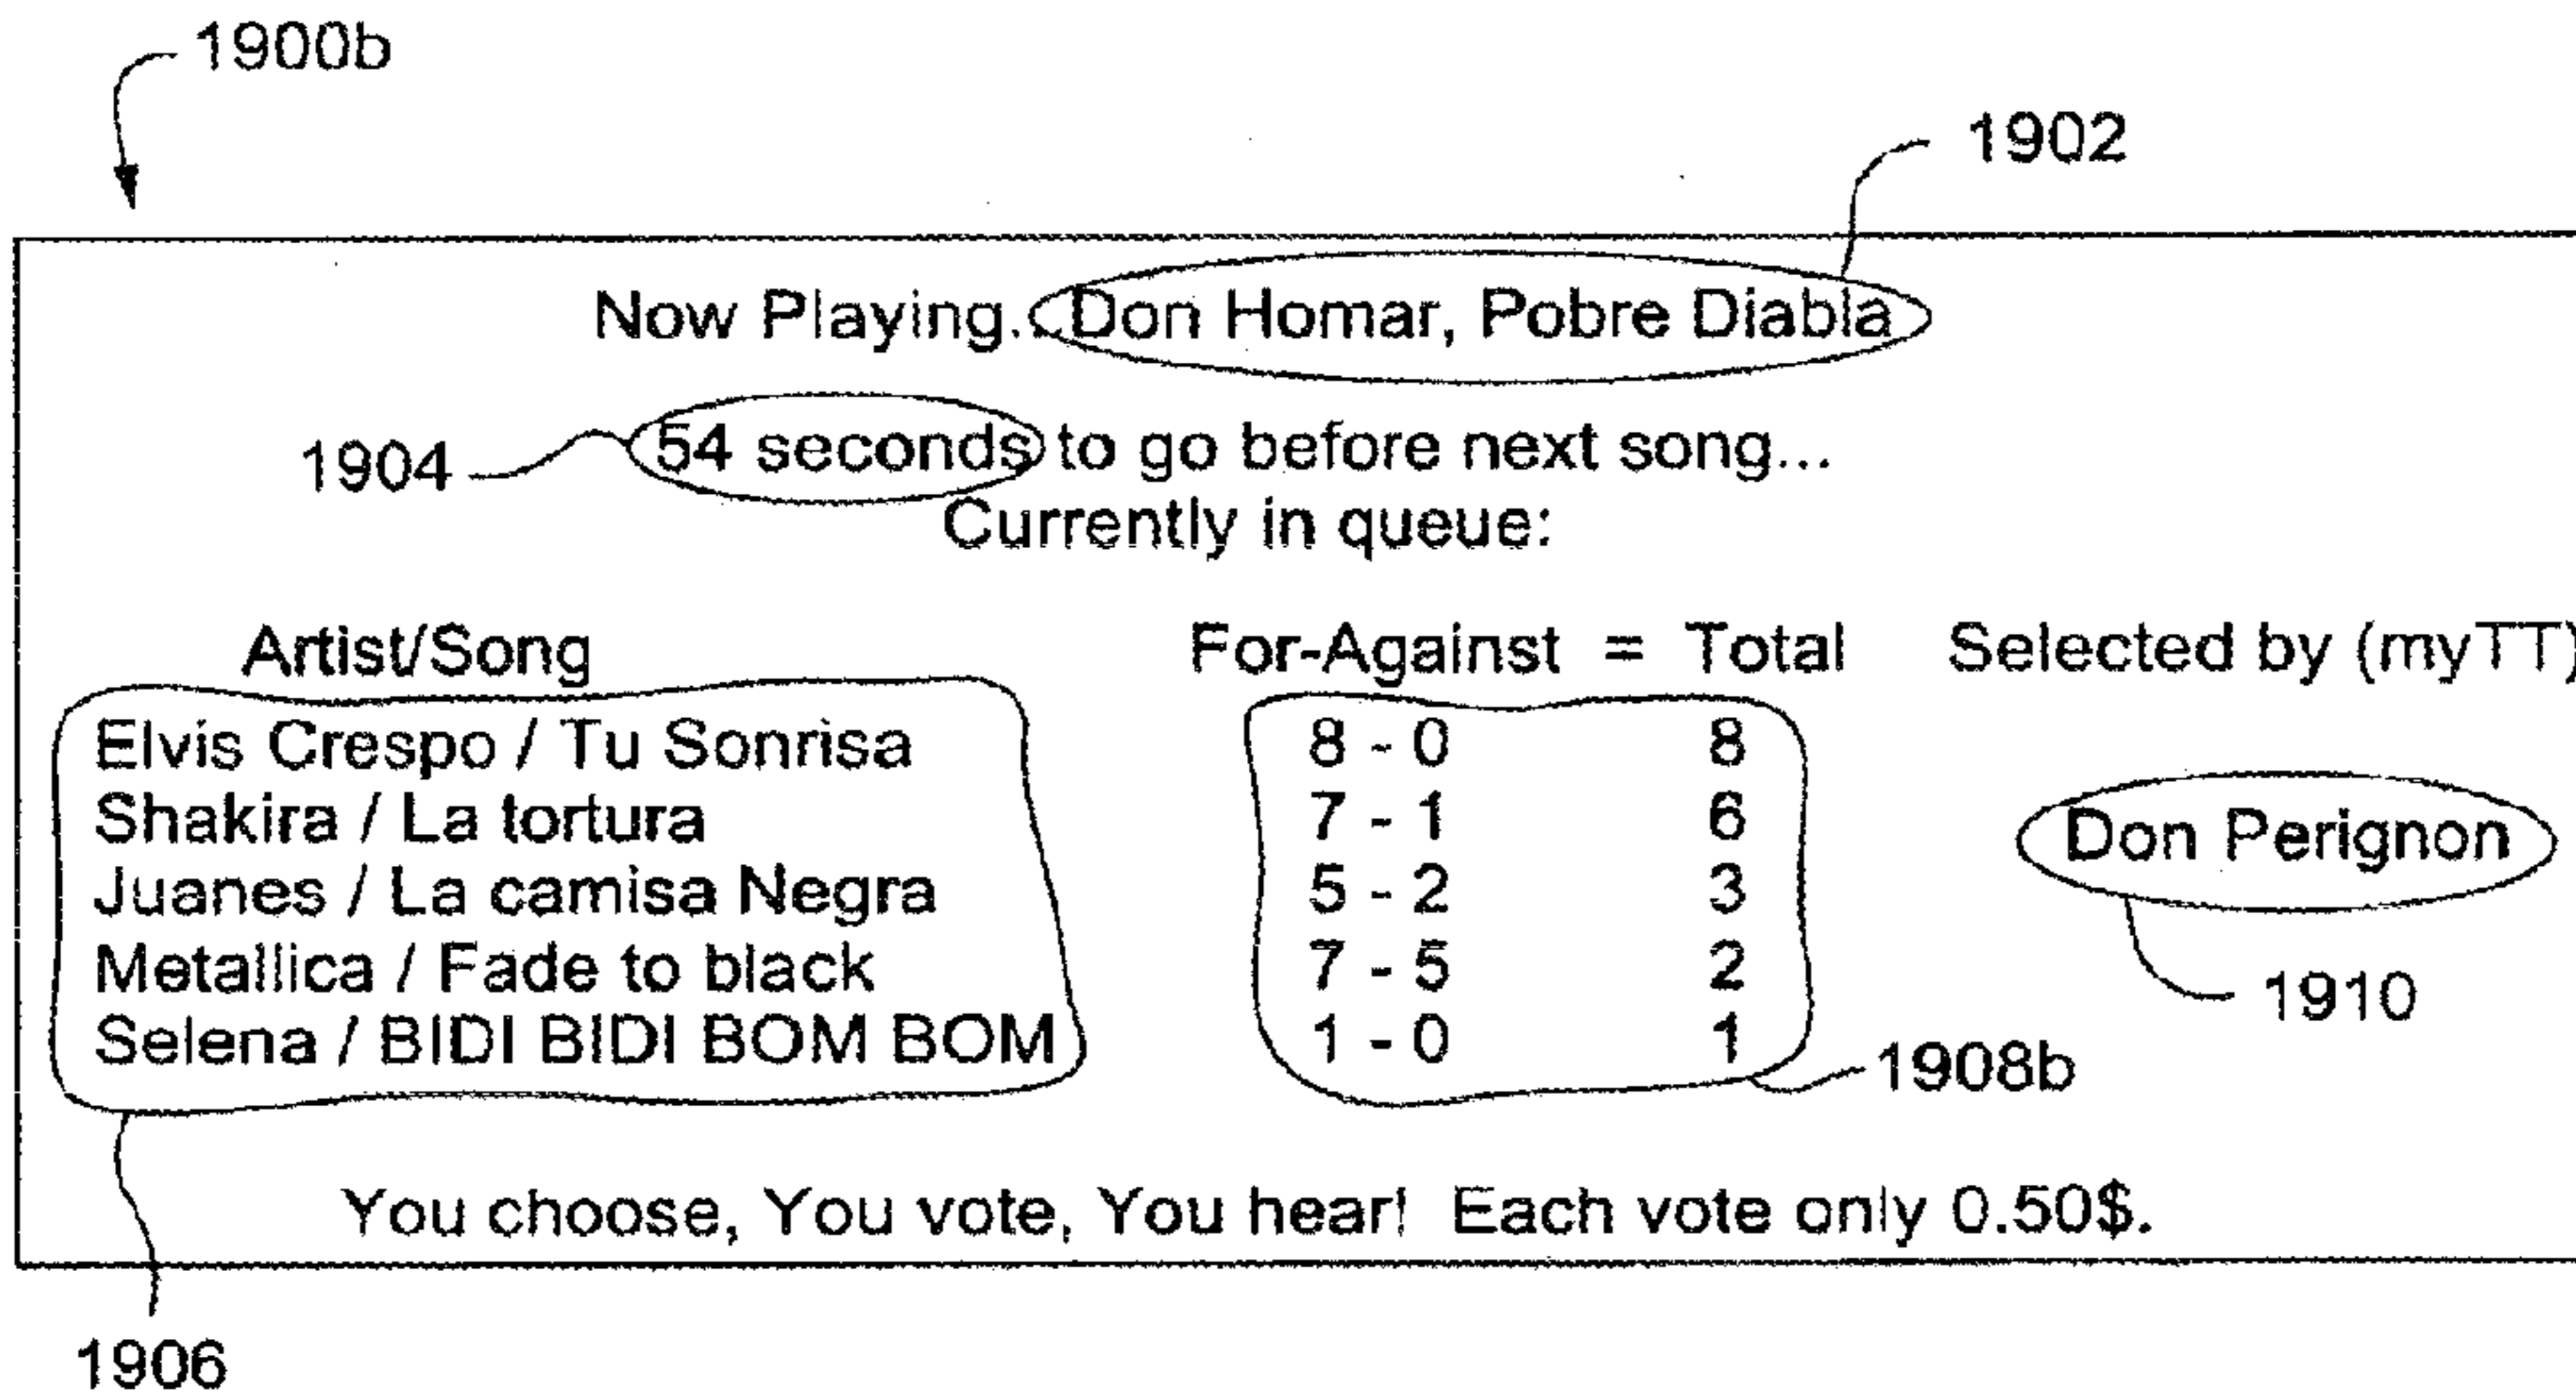 1900b
1902
Now Playing...Don Homar, Pobre Diabla
1904 54 seconds to go before next song...
Currently in queue:
Artist/Song For-Against = Total Selected by (myTT)
Elvis Crespo / Tu Sonrisa 8 - 0 8
Shakira / La tortura 7 - 1 6 Don Perignon
Juanes / La camisa Negra 5 - 2 3
Metallica / Fade to black 7 - 5 2 1910
Selena / BIDI BIDI BOM BOM 1 - 0 1 1908b
You choose, You vote, You hear! Each vote only 0.50$.
1906